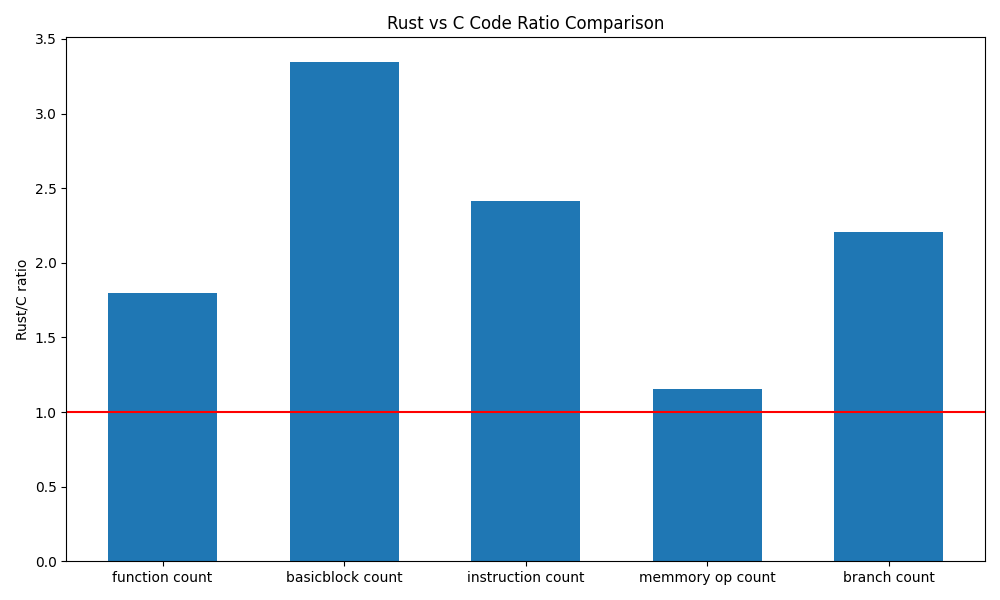 Rust vs C Code Ratio Comparison
Rust/C ratio
3.5
3.0
2.5
2.0
1.5
1.0
0.5
0.0
function count basicblock count instruction count memmory op count branch count